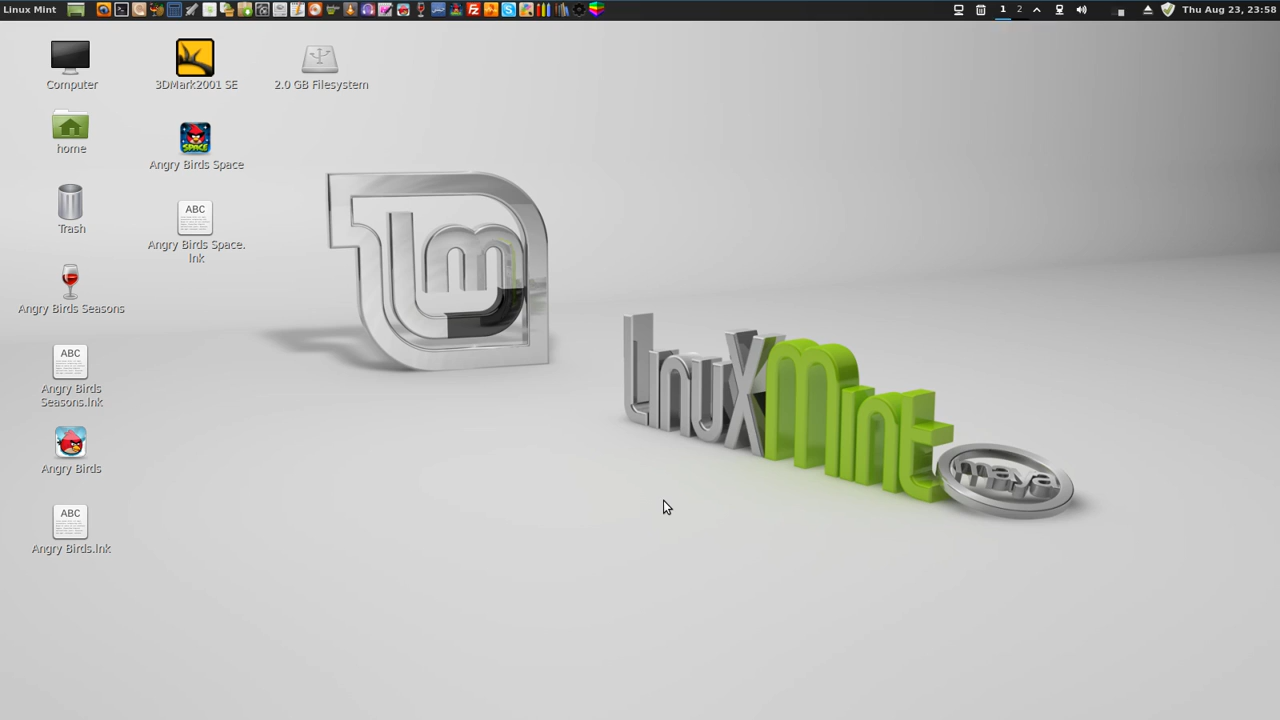 Linux Mint
1 2
Thu Aug 23, 23:58
Computer
3DMark2001 SE
2.0 GB Filesystem
home
SPACE
Angry Birds Space
Trash
ABC
Angry Birds Space.
lnk
Angry Birds Seasons
ABC
Angry Birds
Seasons.lnk
Angry Birds
ABC
Angry Birds.lnk
lm
LinuxMint
maya